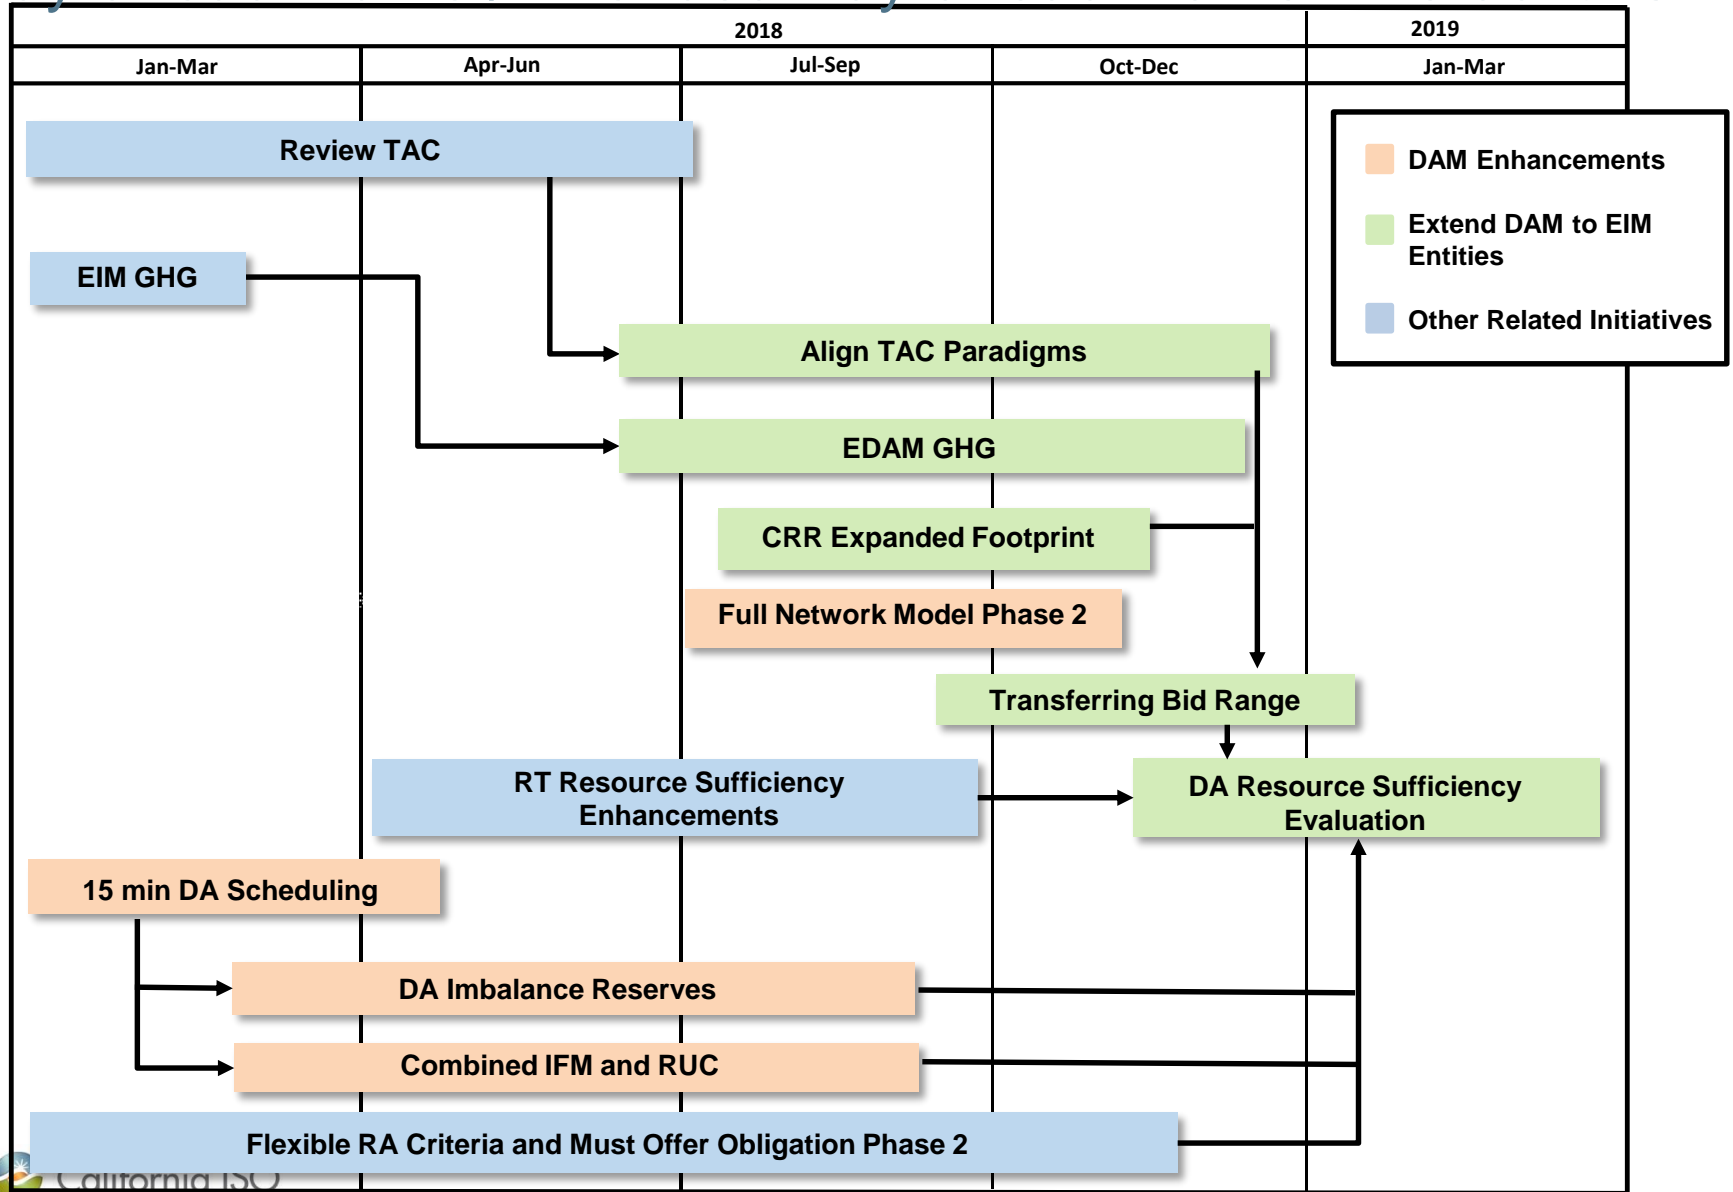 2018
2019
Jan-Mar
Apr-Jun
Jul-Sep
Oct-Dec
Jan-Mar
Review TAC
DAM Enhancements
Extend DAM to EIM
Entities
Other Related Initiatives
EIM GHG
Align TAC Paradigms
EDAM GHG
CRR Expanded Footprint
Full Network Model Phase 2
Transferring Bid Range
RT Resource Sufficiency
Enhancements
DA Resource Sufficiency
Evaluation
15 min DA Scheduling
DA Imbalance Reserves
Combined IFM and RUC
Flexible RA Criteria and Must Offer Obligation Phase 2
California ISO